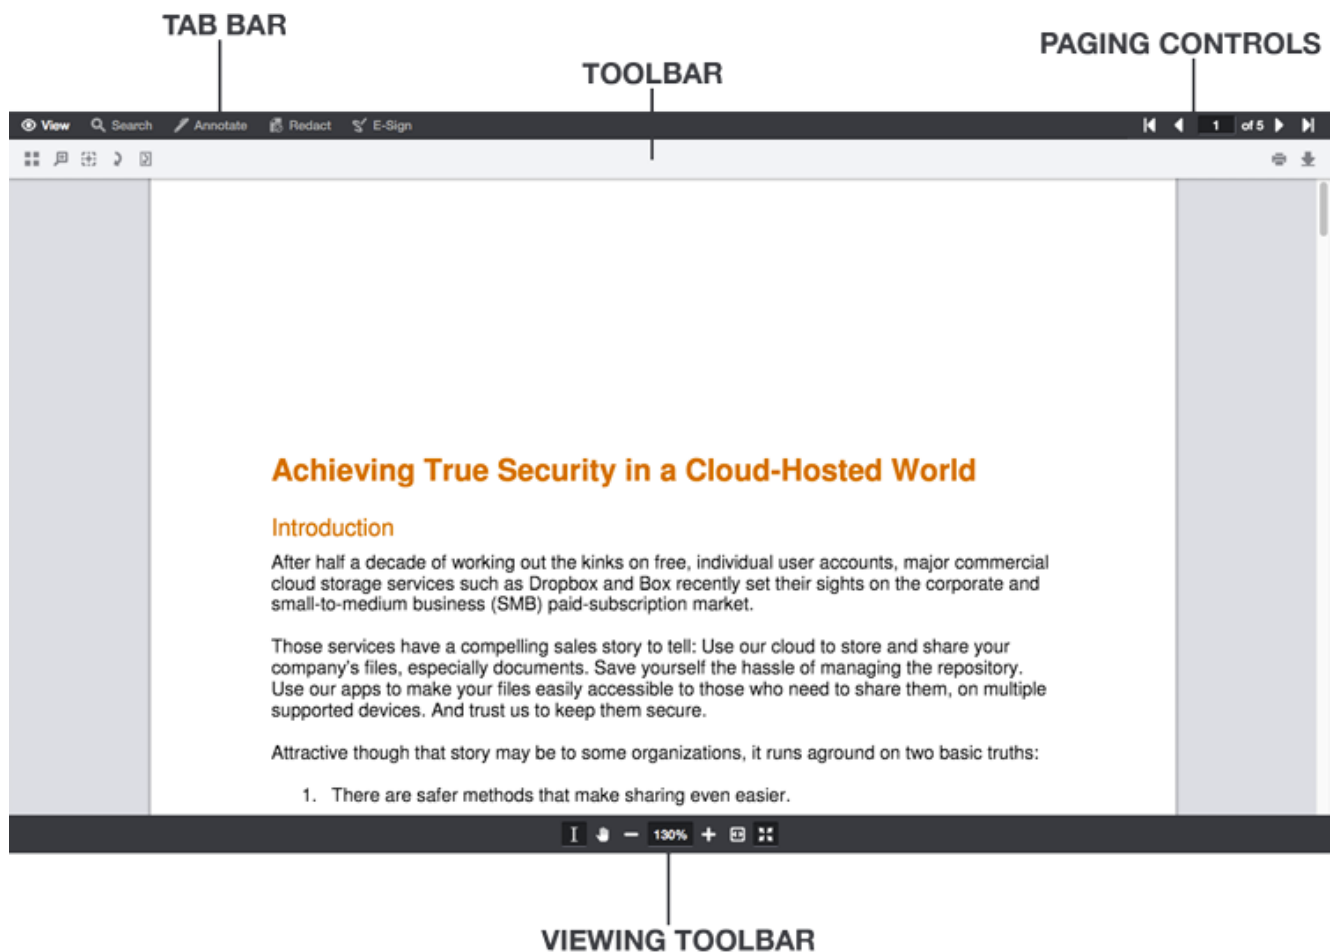 TAB BAR
PAGING CONTROLS
TOOLBAR
View Search Annotate Redact E-Sign 1 of 5
Achieving True Security in a Cloud-Hosted World
Introduction
After half a decade of working out the kinks on free, individual user accounts, major commercial
cloud storage services such as Dropbox and Box recently set their sights on the corporate and
small-to-medium business (SMB) paid-subscription market.
Those services have a compelling sales story to tell: Use our cloud to store and share your
company's files, especially documents. Save yourself the hassle of managing the repository.
Use our apps to make your files easily accessible to those who need to share them, on multiple
supported devices. And trust us to keep them secure.
Attractive though that story may be to some organizations, it runs aground on two basic truths:
1. There are safer methods that make sharing even easier.
130%
VIEWING TOOLBAR